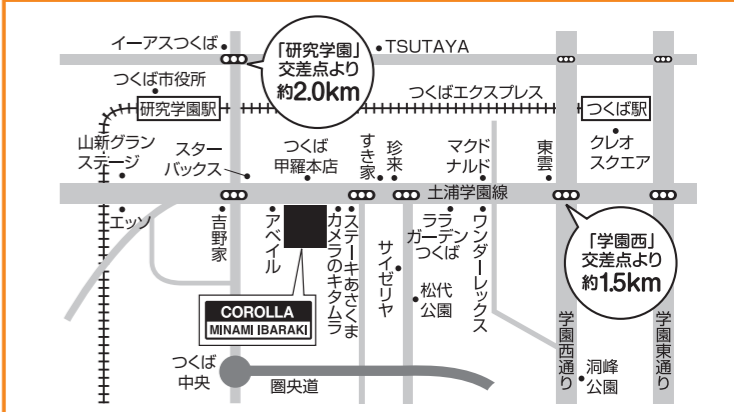 イーアスつくば
「研究学園」
交差点より
約2.0km
TSUTAYA
つくば市役所
研究学園駅
つくばエクスプレス
つくば駅
山新グラン
ステージ
スター
バックス
つくば
甲羅本店
すき家
珍来
マクド
ナルド
東雲
クレオ
スクエア
土浦学園線
エッソ
吉野家
アベイル
カメラのキタムラ
ステーキあさくま
サイゼリヤ
ララ
ガーデン
つくば
ワンダーレックス
松代
公園
「学園西」
交差点より
約1.5km
COROLLA
MINAMI IBARAKI
学園西通り
学園東通り
つくば
中央
圏央道
洞峰
公園